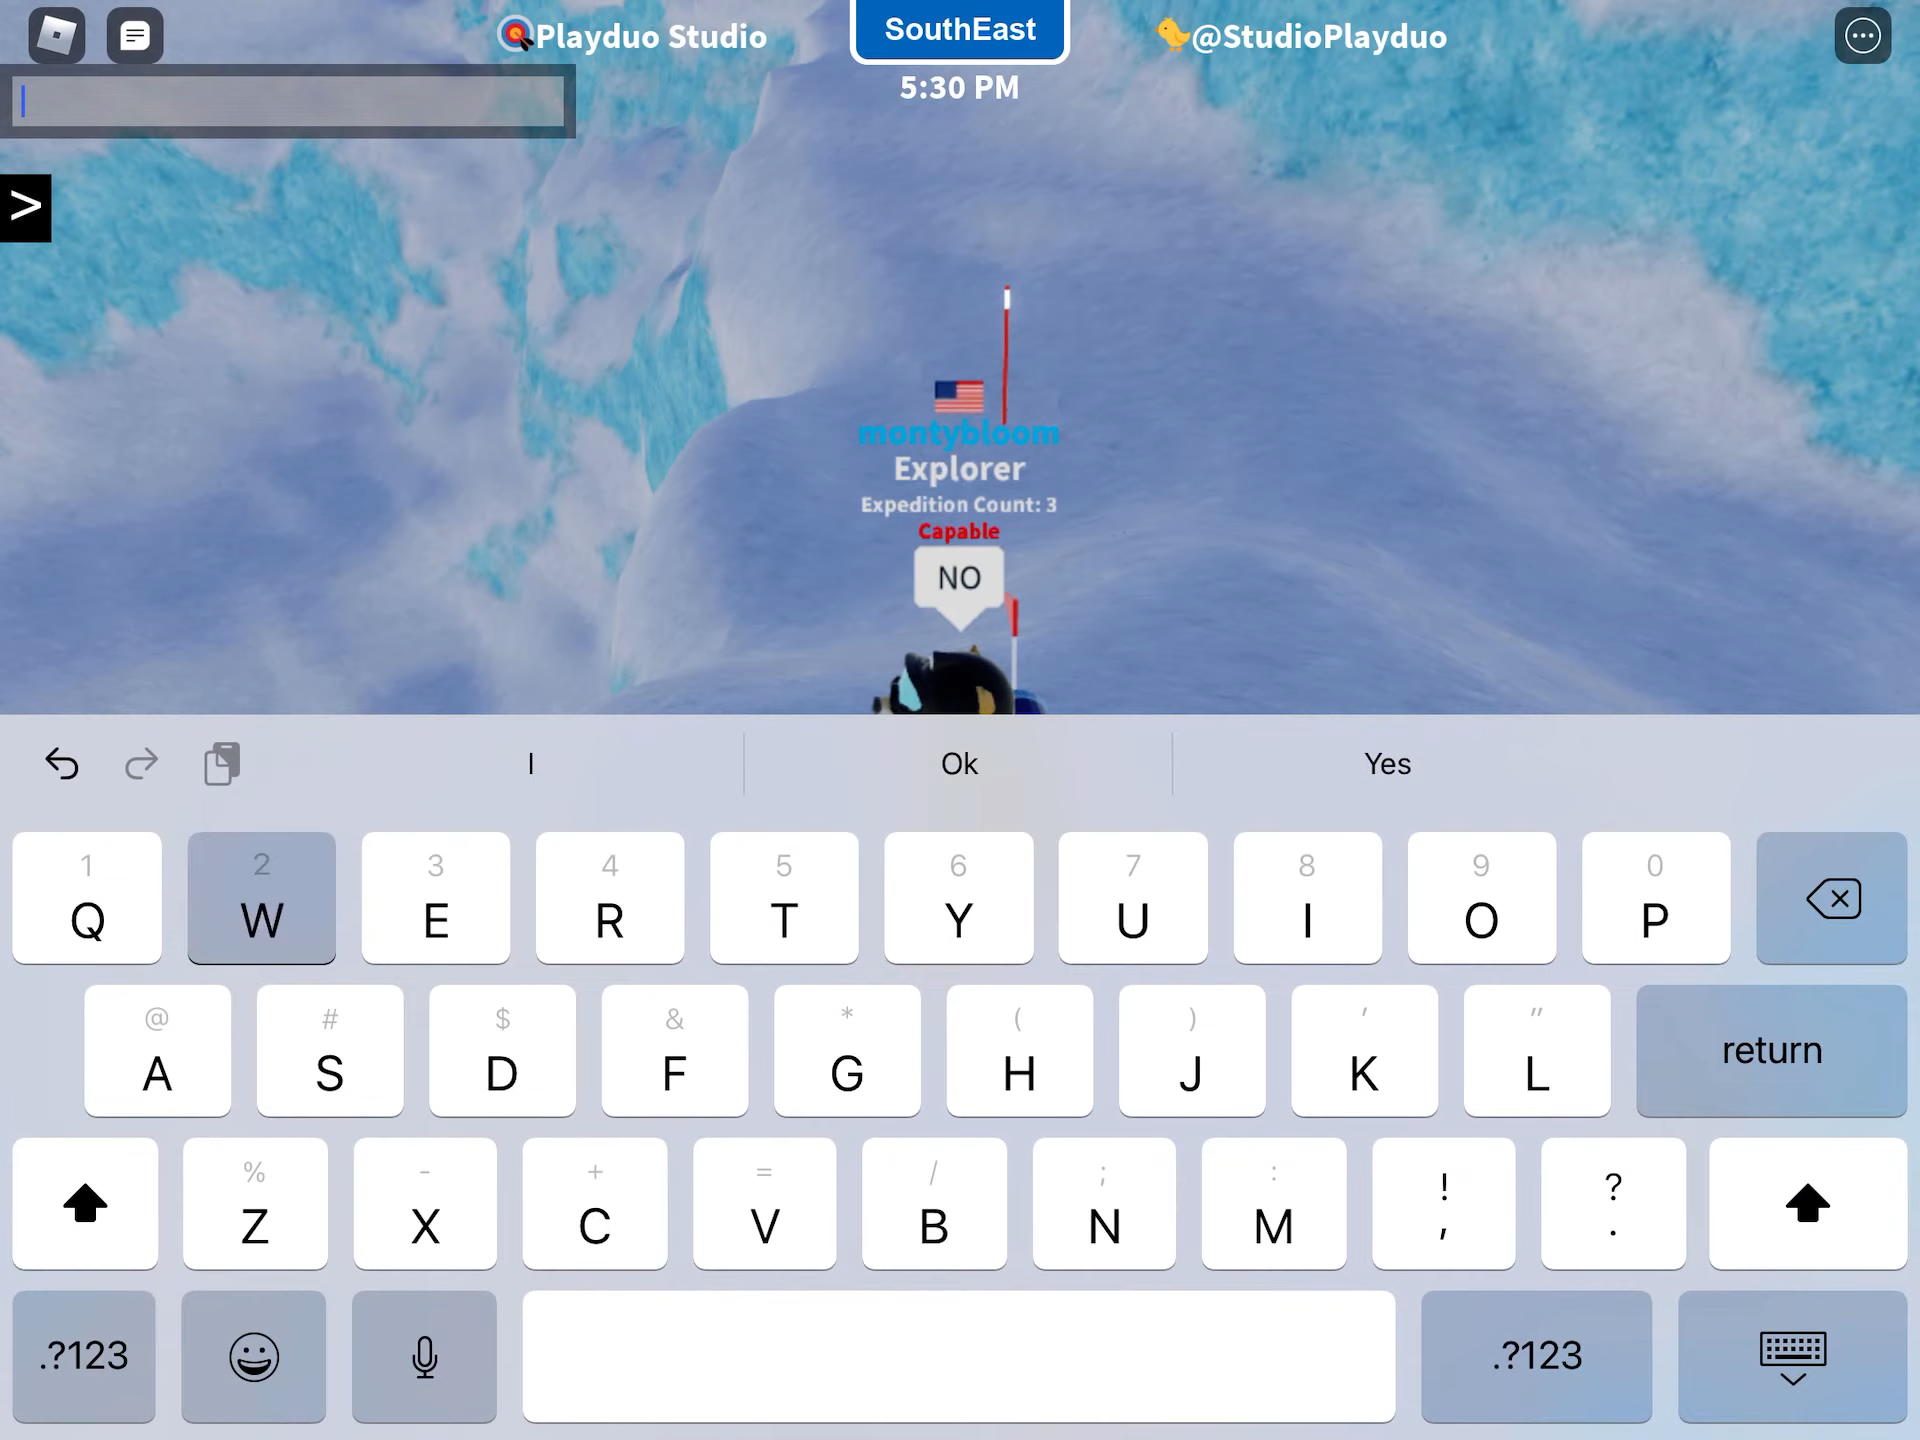 Playduo Studio
SouthEast
@StudioPlayduo
5:30 PM
>
montybloom
Explorer
Expedition Count: 3
Capable
NO
I
Ok
Yes
1 2 3 4 5 6 7 8 9 0
Q W E R T Y U I O P
@ # $ & * ( ) ' "
A S D F G H J K L return
% - + = / ; : ! ?
Z X C V B N M , .
.?123 .?123